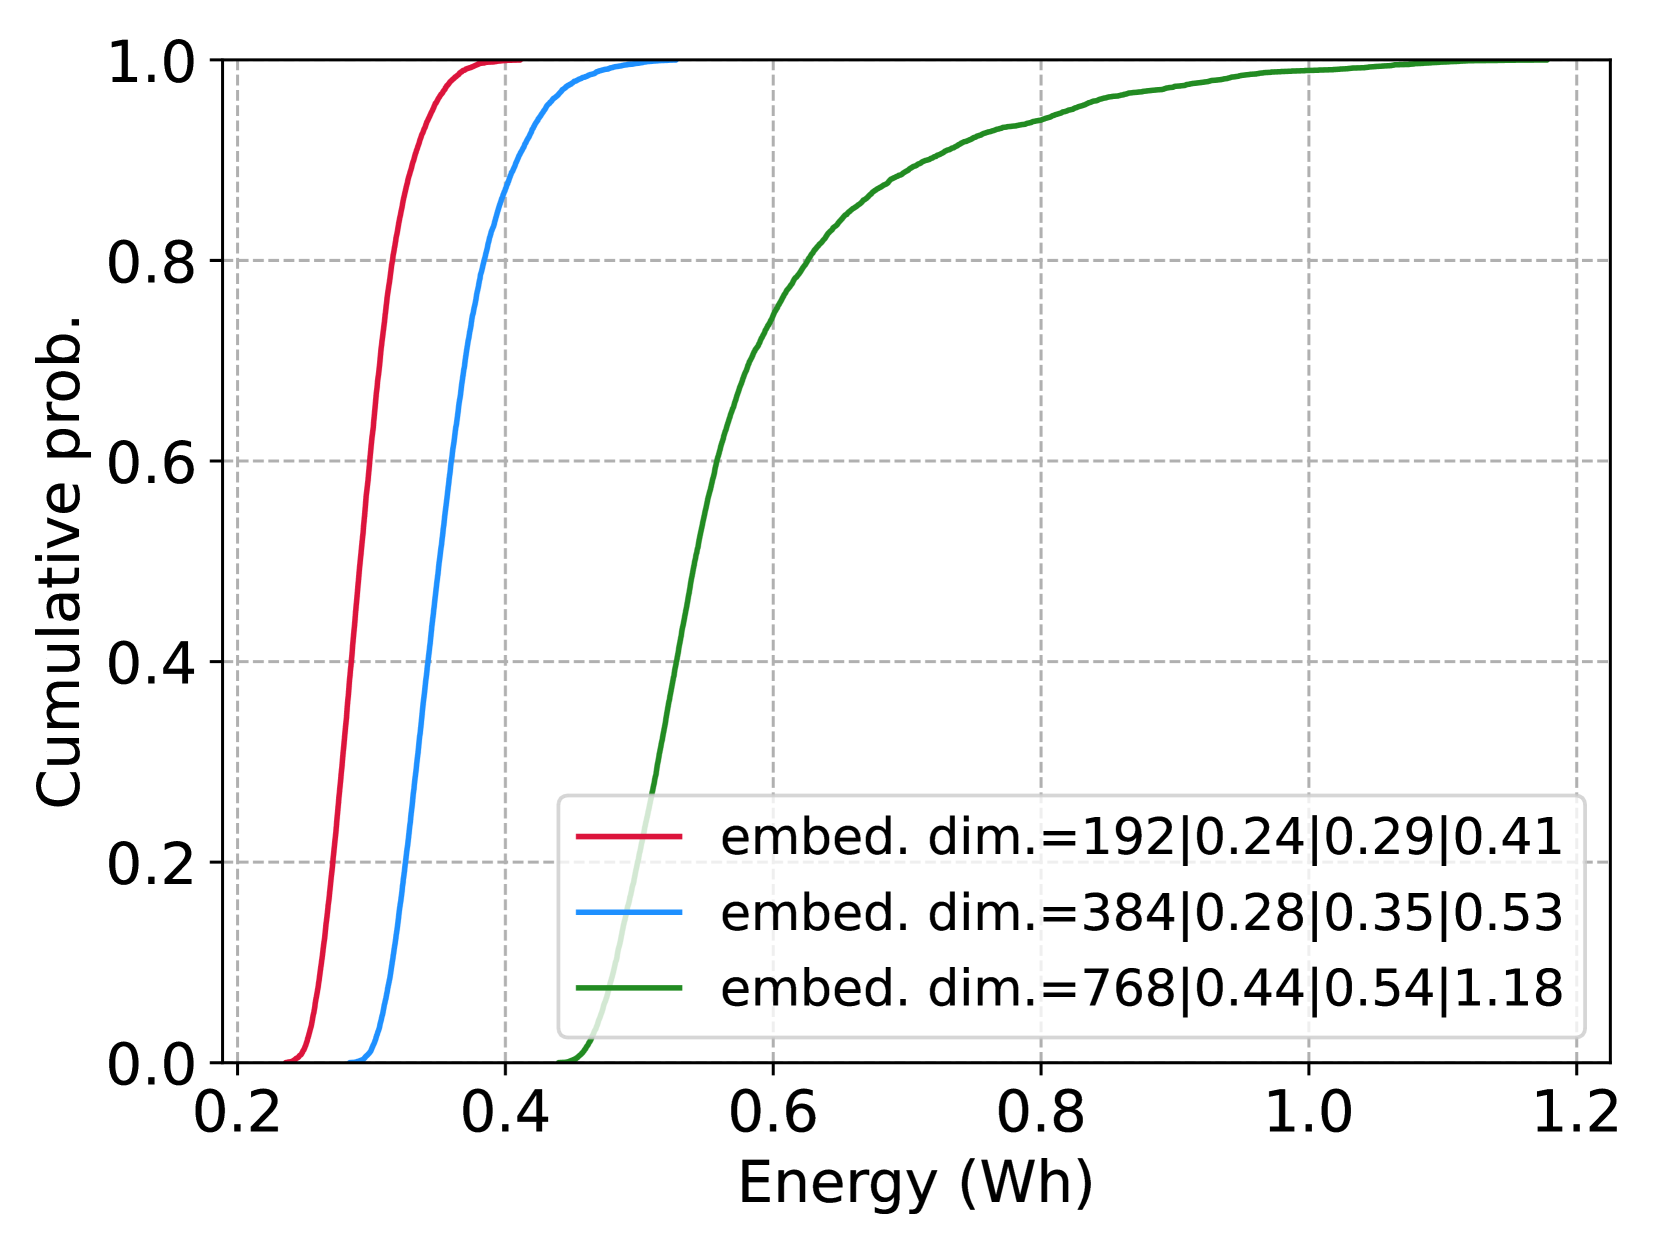 1.0
0.8
0.6
0.4
0.2
0.0
Cumulative prob.
embed. dim.=192|0.24|0.29|0.41
embed. dim.=384|0.28|0.35|0.53
embed. dim.=768|0.44|0.54|1.18
0.2 0.4 0.6 0.8 1.0 1.2
Energy (Wh)